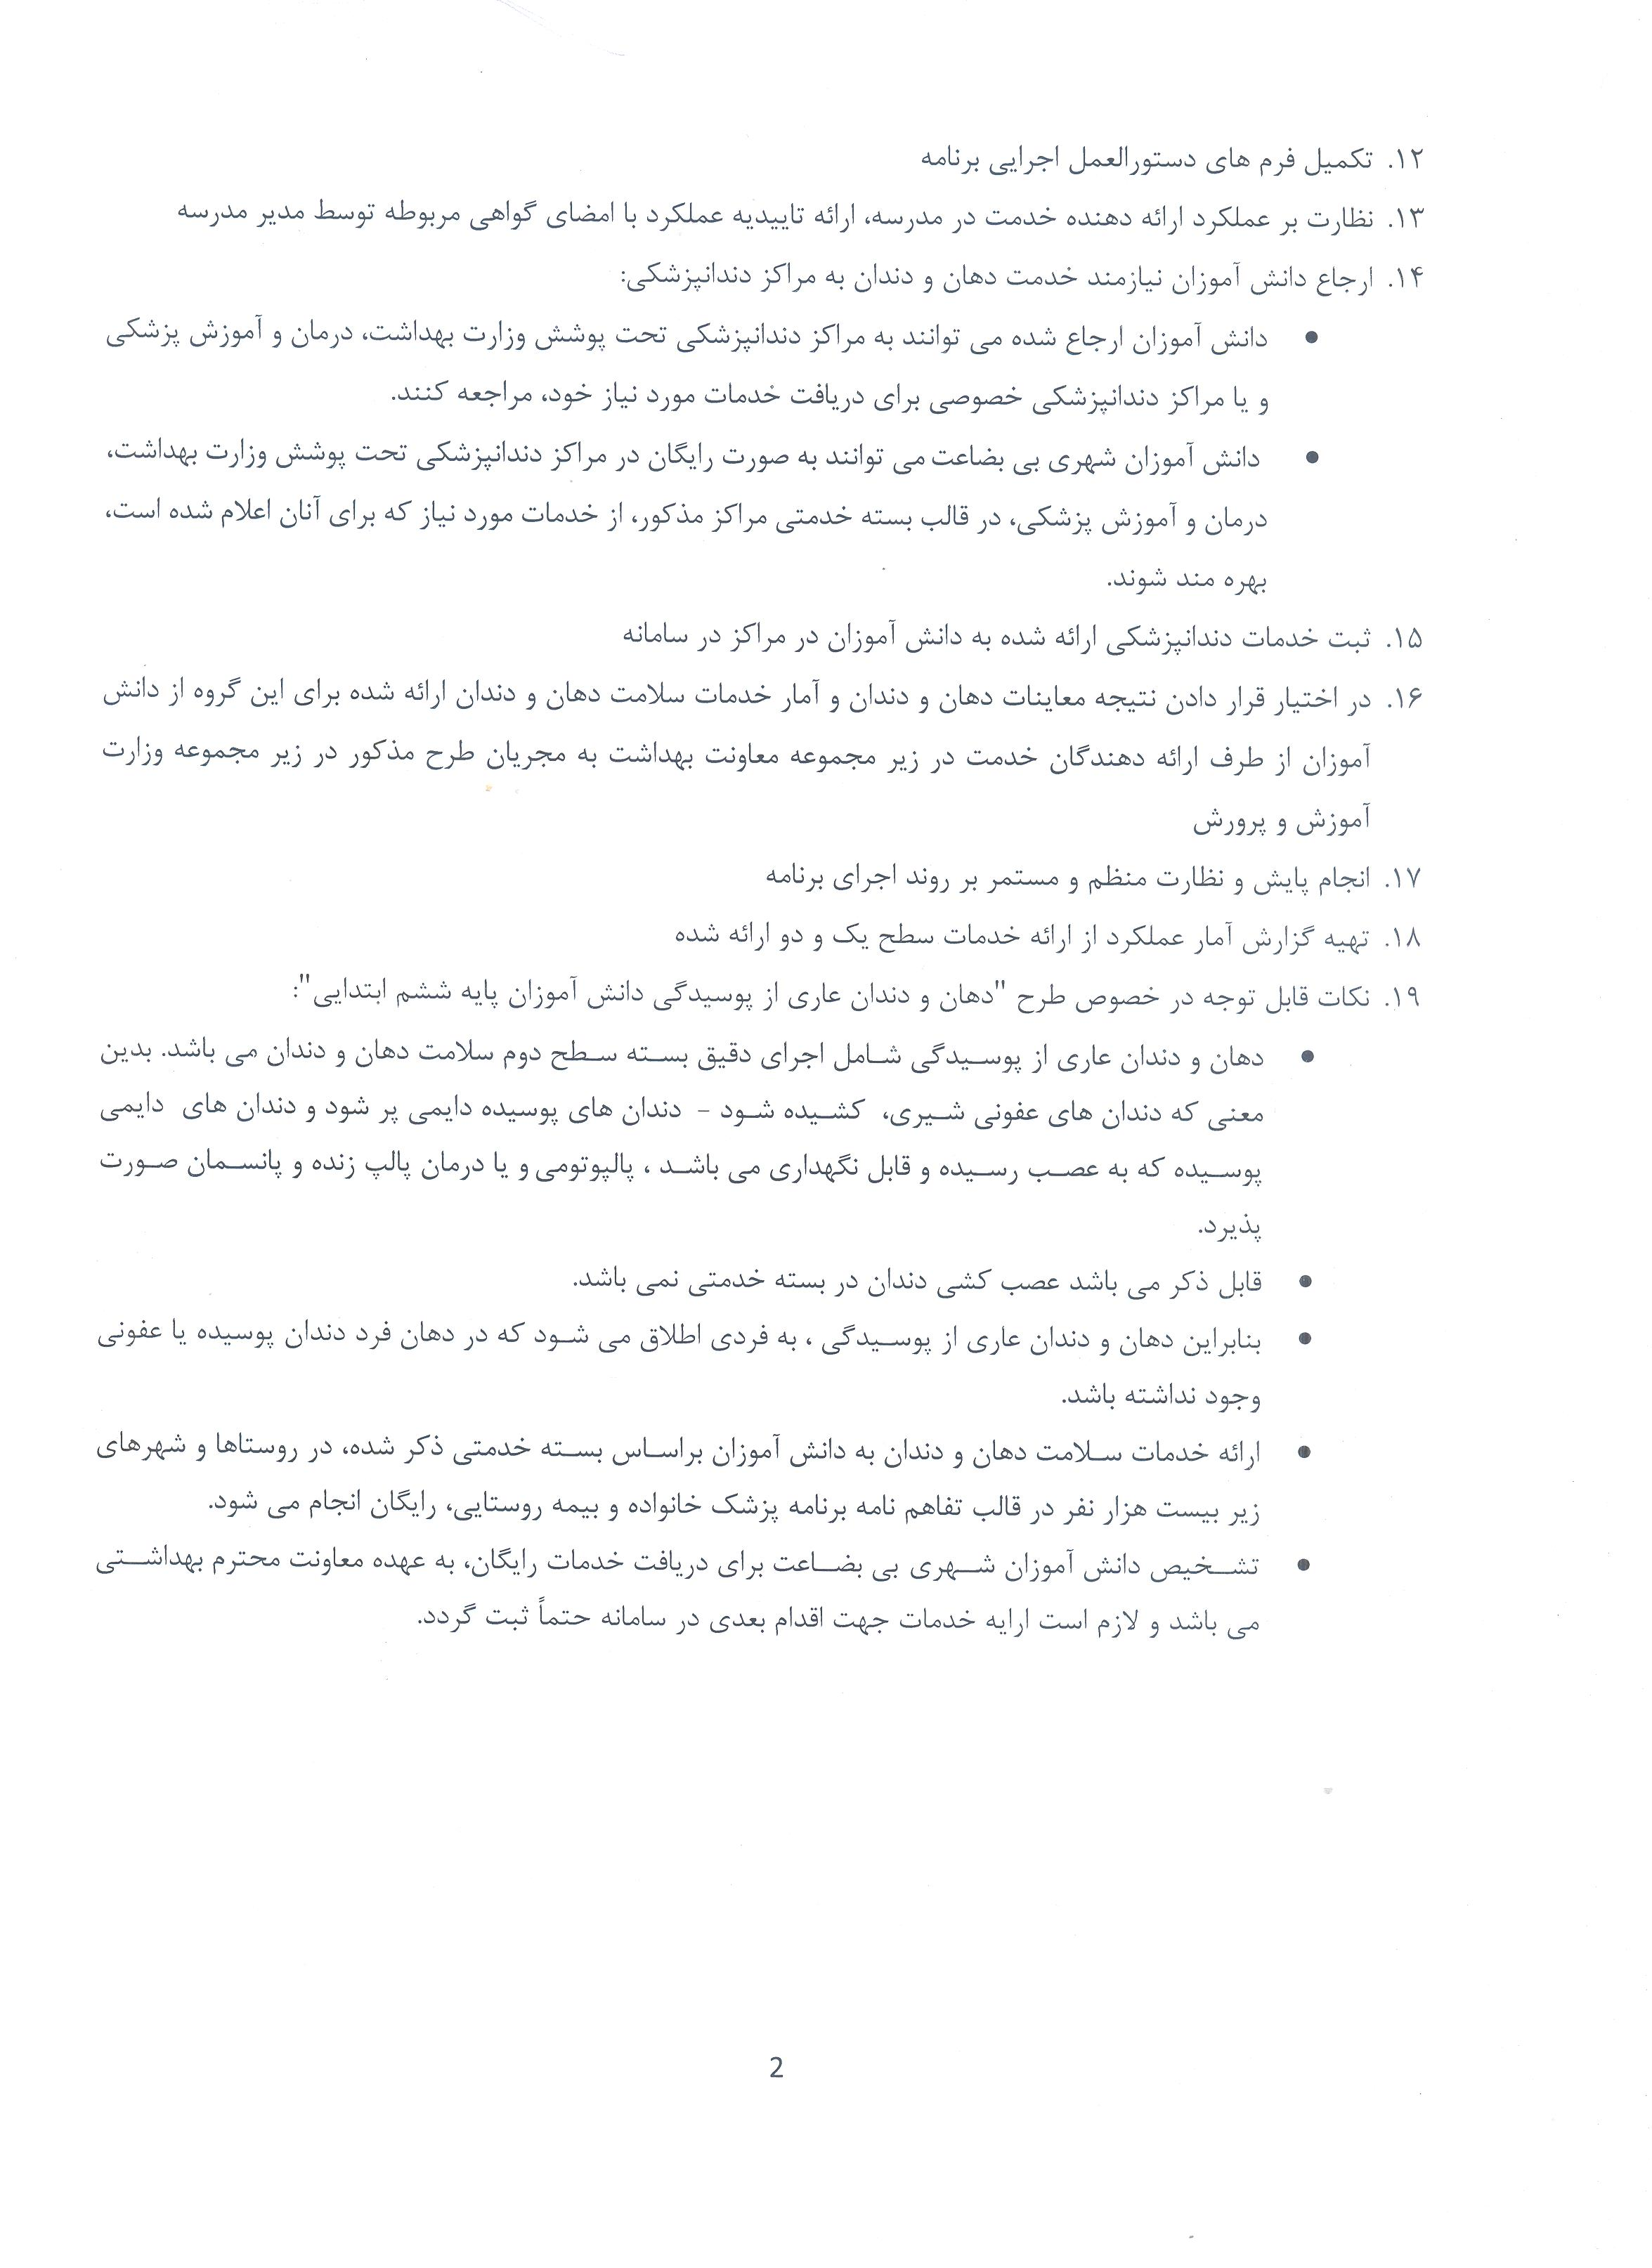 ۱۲. تکمیل فرم های دستورالعمل اجرایی برنامه
۱۳. نظارت بر عملکرد ارائه دهنده خدمت در مدرسه، ارائه تاییدیه عملکرد با امضای گواهی مربوطه توسط مدیر مدرسه
۱۴. ارجاع دانش آموزان نیازمند خدمت دهان و دندان به مراکز دندانپزشکی:
• دانش آموزان ارجاع شده می توانند به مراکز دندانپزشکی تحت پوشش وزارت بهداشت، درمان و آموزش پزشکی
و یا مراکز دندانپزشکی خصوصی برای دریافت خدمات مورد نیاز خود، مراجعه کنند.
• دانش آموزان شهری بی بضاعت می توانند به صورت رایگان در مراکز دندانپزشکی تحت پوشش وزارت بهداشت،
درمان و آموزش پزشکی، در قالب بسته خدمتی مراکز مذکور، از خدمات مورد نیاز که برای آنان اعلام شده است،
بهره مند شوند.
۱۵. ثبت خدمات دندانپزشکی ارائه شده به دانش آموزان در مراکز در سامانه
۱۶. در اختیار قرار دادن نتیجه معاینات دهان و دندان و آمار خدمات سلامت دهان و دندان ارائه شده برای این گروه از دانش
آموزان از طرف ارائه دهندگان خدمت در زیر مجموعه معاونت بهداشت به مجریان طرح مذکور در زیر مجموعه وزارت
آموزش و پرورش
۱۷. انجام پایش و نظارت منظم و مستمر بر روند اجرای برنامه
۱۸. تهیه گزارش آمار عملکرد از ارائه خدمات سطح یک و دو ارائه شده
۱۹. نکات قابل توجه در خصوص طرح "دهان و دندان عاری از پوسیدگی دانش آموزان پایه ششم ابتدایی":
• دهان و دندان عاری از پوسیدگی شامل اجرای دقیق بسته سطح دوم سلامت دهان و دندان می باشد. بدین
معنی که دندان های عفونی شیری، کشیده شود – دندان های پوسیده دایمی پر شود و دندان های دایمی
پوسیده که به عصب رسیده و قابل نگهداری می باشد ، پالپوتومی و یا درمان پالپ زنده و پانسمان صورت
پذیرد.
• قابل ذکر می باشد عصب کشی دندان در بسته خدمتی نمی باشد.
• بنابراین دهان و دندان عاری از پوسیدگی ، به فردی اطلاق می شود که در دهان فرد دندان پوسیده یا عفونی
وجود نداشته باشد.
• ارائه خدمات سلامت دهان و دندان به دانش آموزان براساس بسته خدمتی ذکر شده، در روستاها و شهرهای
زیر بیست هزار نفر در قالب تفاهم نامه برنامه پزشک خانواده و بیمه روستایی، رایگان انجام می شود.
• تشخیص دانش آموزان شهری بی بضاعت برای دریافت خدمات رایگان، به عهده معاونت محترم بهداشتی
می باشد و لازم است ارایه خدمات جهت اقدام بعدی در سامانه حتماً ثبت گردد.
2